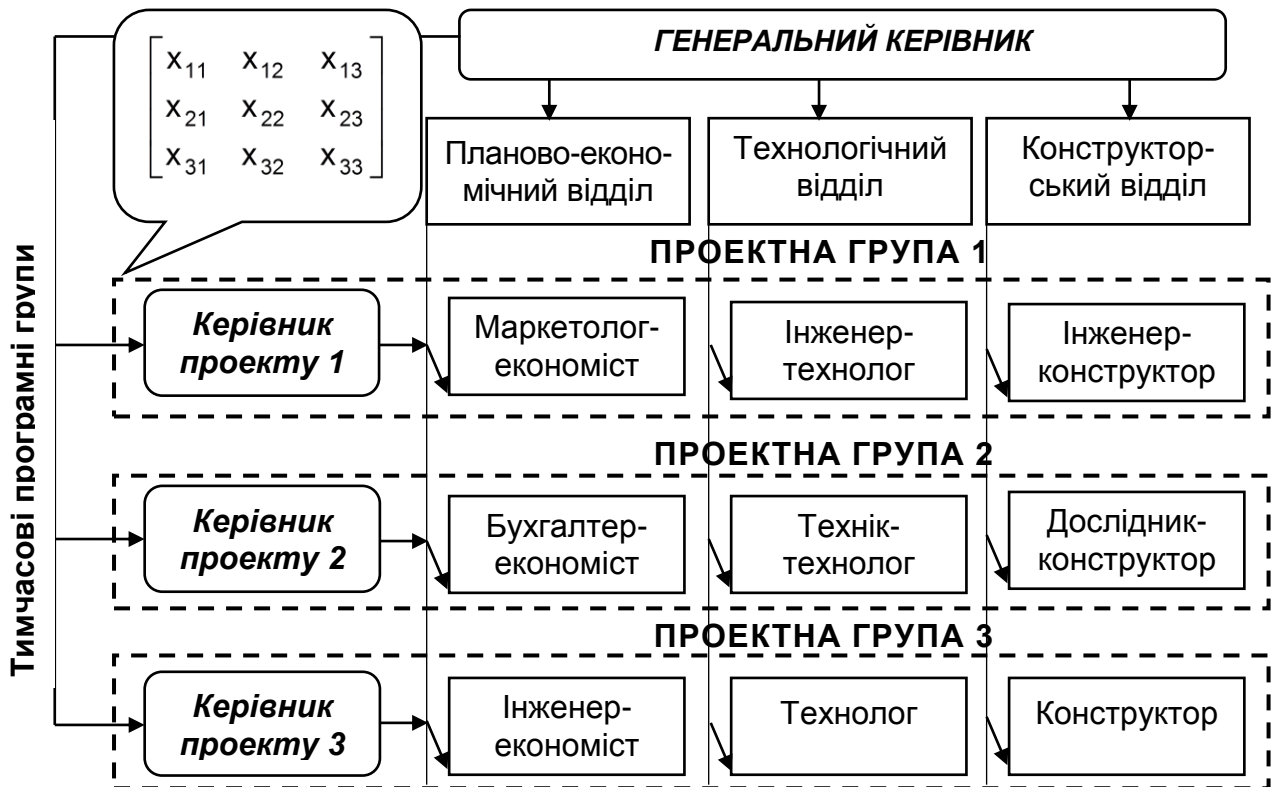 ГЕНЕРАЛЬНИЙ КЕРІВНИК
x11 x12 x13
x21 x22 x23
x31 x32 x33
Планово-еконо-
мічний відділ
Технологічний
відділ
Конструктор-
ський відділ
Тимчасові програмні групи
ПРОЕКТНА ГРУПА 1
Керівник
проекту 1
Маркетолог-
економіст
Інженер-
технолог
Інженер-
конструктор
ПРОЕКТНА ГРУПА 2
Керівник
проекту 2
Бухгалтер-
економіст
Технік-
технолог
Дослідник-
конструктор
ПРОЕКТНА ГРУПА 3
Керівник
проекту 3
Інженер-
економіст
Технолог
Конструктор